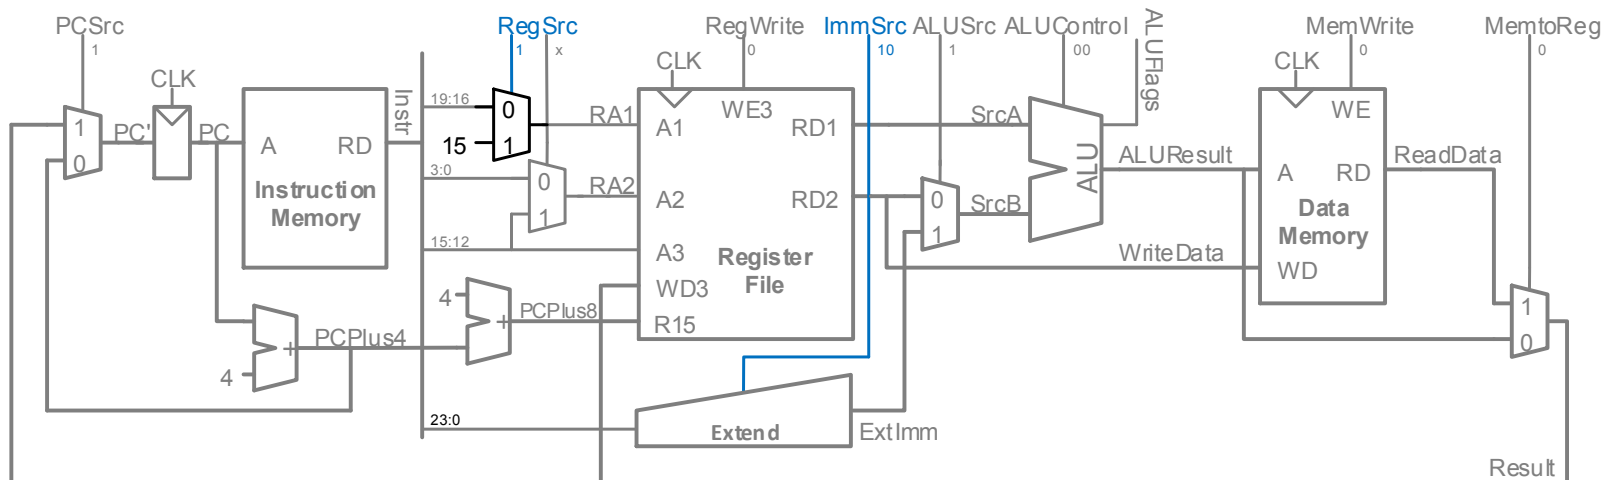 PCSrc
1
RegSrc
1 x
RegWrite
0
ImmSrc
10
ALUSrc
1
ALUControl
00
ALUFlags
MemWrite
0
MemtoReg
0
CLK
CLK
CLK
1
0
PC'
PC
A RD
Instruction
Memory
Instr
19:16
0
15
1
RA1
3:0
0
1
RA2
15:12
A1
WE3
RD1
A2
RD2
A3
Register
File
WD3
R15
SrcA
0
1
SrcB
ALU
ALUResult
WriteData
WE
A RD
Data
Memory
WD
ReadData
1
0
4
+
PCPlus8
PCPlus4
+
4
23:0
Extend
ExtImm
Result